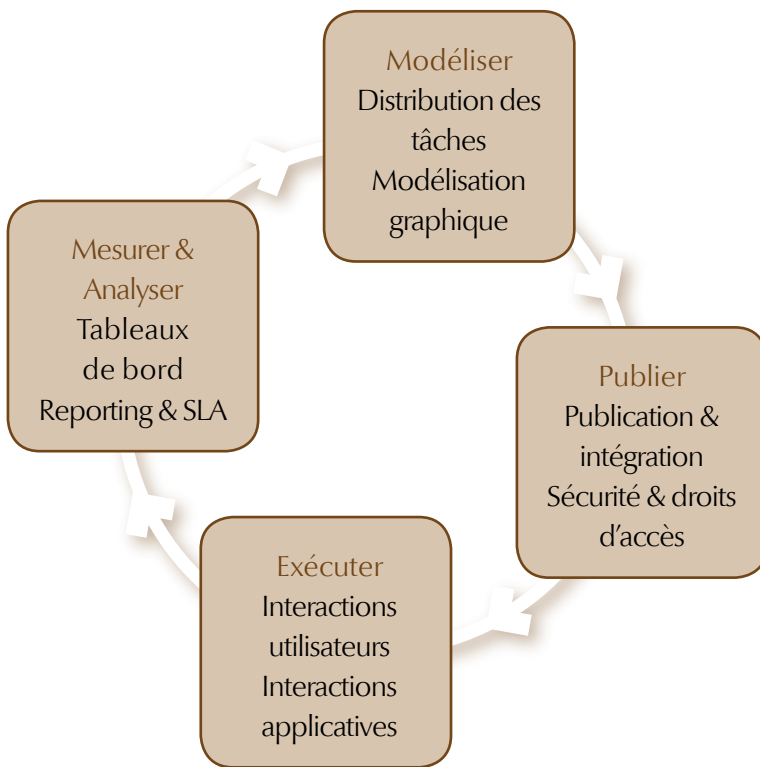 Modéliser
Distribution des
tâches
Modélisation
graphique
Publier
Publication &
intégration
Sécurité & droits
d’accès
Exécuter
Interactions
utilisateurs
Interactions
applicatives
Mesurer &
Analyser
Tableaux
de bord
Reporting & SLA